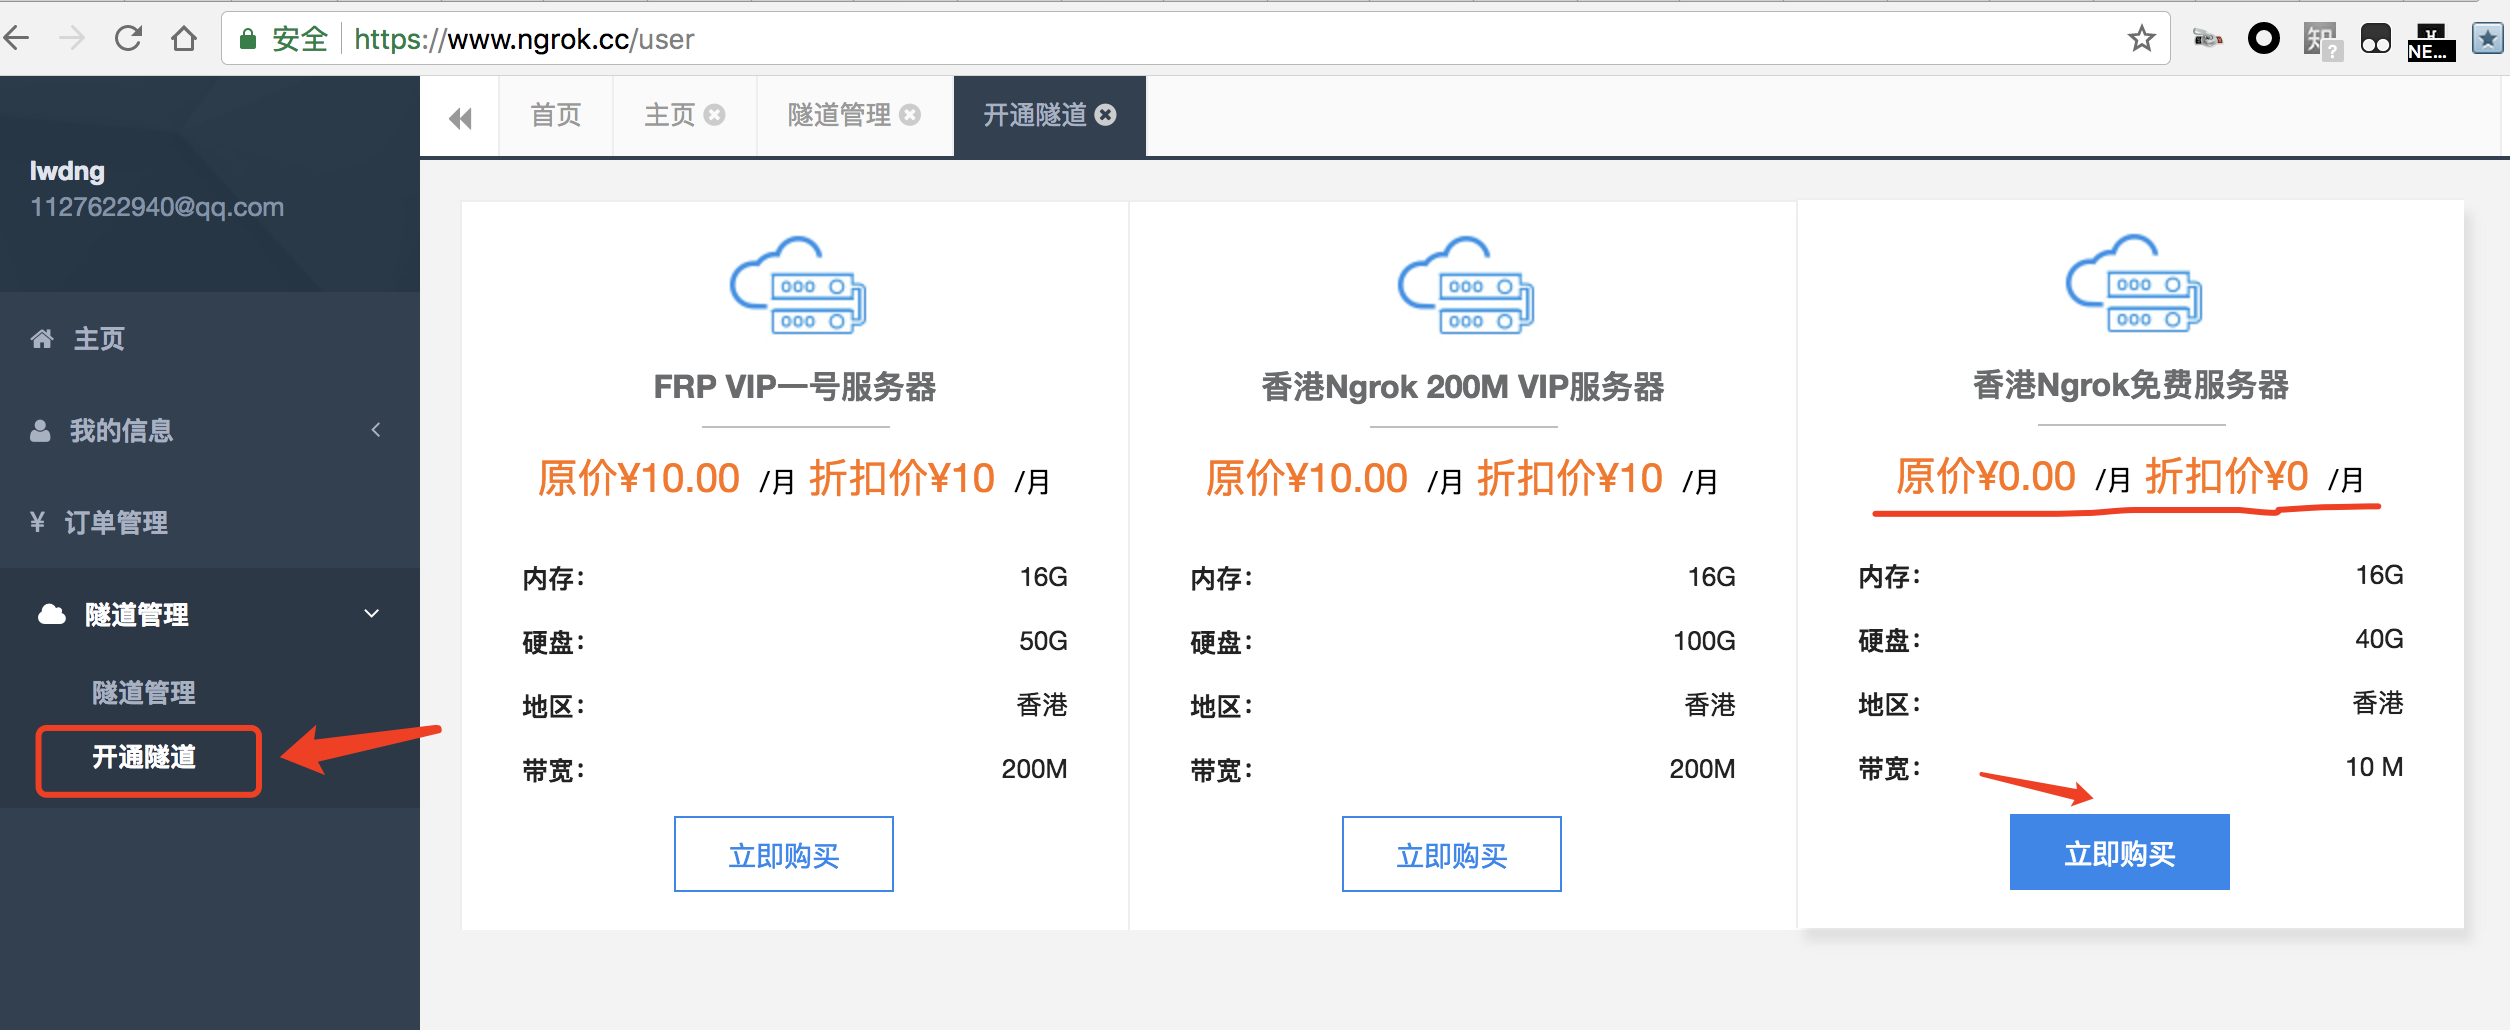 安全 https://www.ngrok.cc/user
NE...
lwdng
1127622940@qq.com
主页
我的信息
¥ 订单管理
隧道管理
隧道管理
开通隧道
首页 主页 隧道管理 开通隧道
FRP VIP一号服务器
原价¥10.00 /月 折扣价¥10 /月
内存： 16G
硬盘： 50G
地区： 香港
带宽： 200M
立即购买
香港Ngrok 200M VIP服务器
原价¥10.00 /月 折扣价¥10 /月
内存： 16G
硬盘： 100G
地区： 香港
带宽： 200M
立即购买
香港Ngrok免费服务器
原价¥0.00 /月 折扣价¥0 /月
内存： 16G
硬盘： 40G
地区： 香港
带宽： 10 M
立即购买